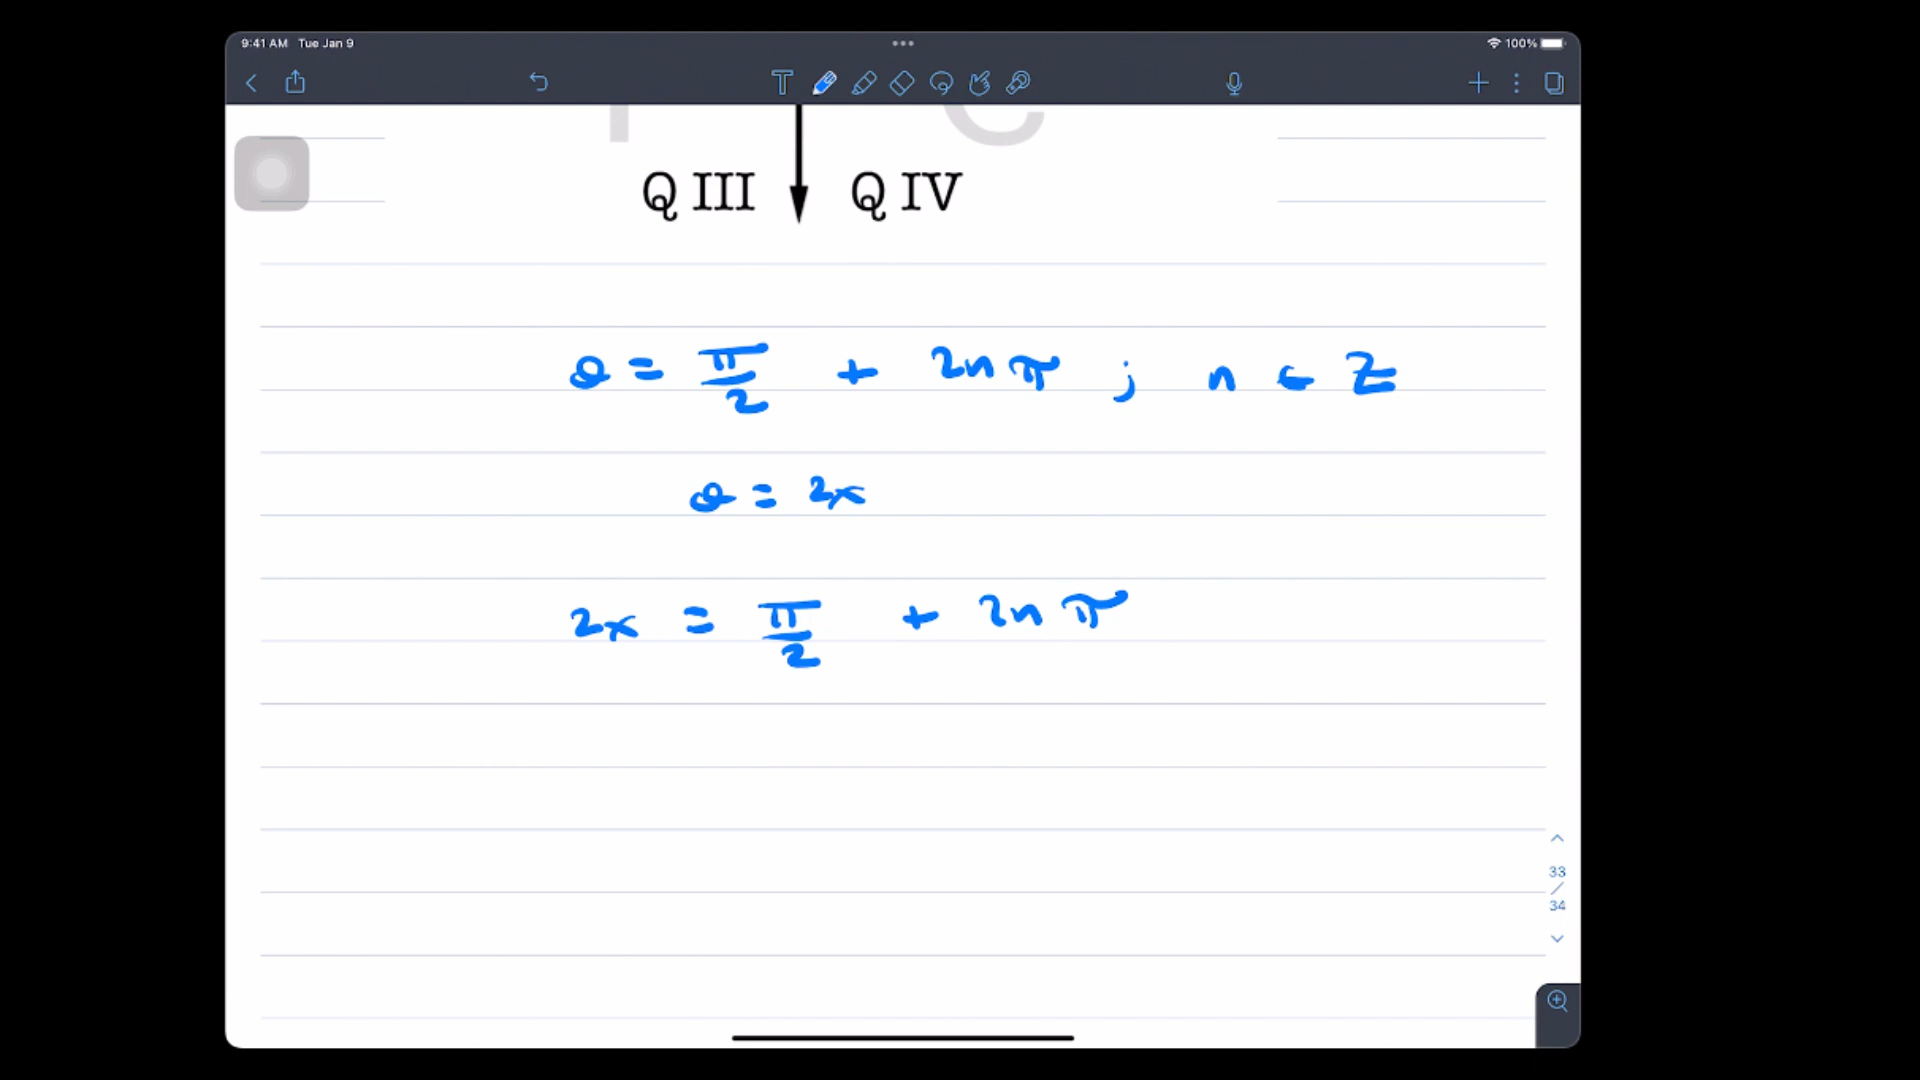 9:41 AM Tue Jan 9
100%
T
Q III Q IV
θ = π/2 + 2nπ ; n ∈ Z
θ = 2x
2x = π/2 + 2nπ
33
/
34